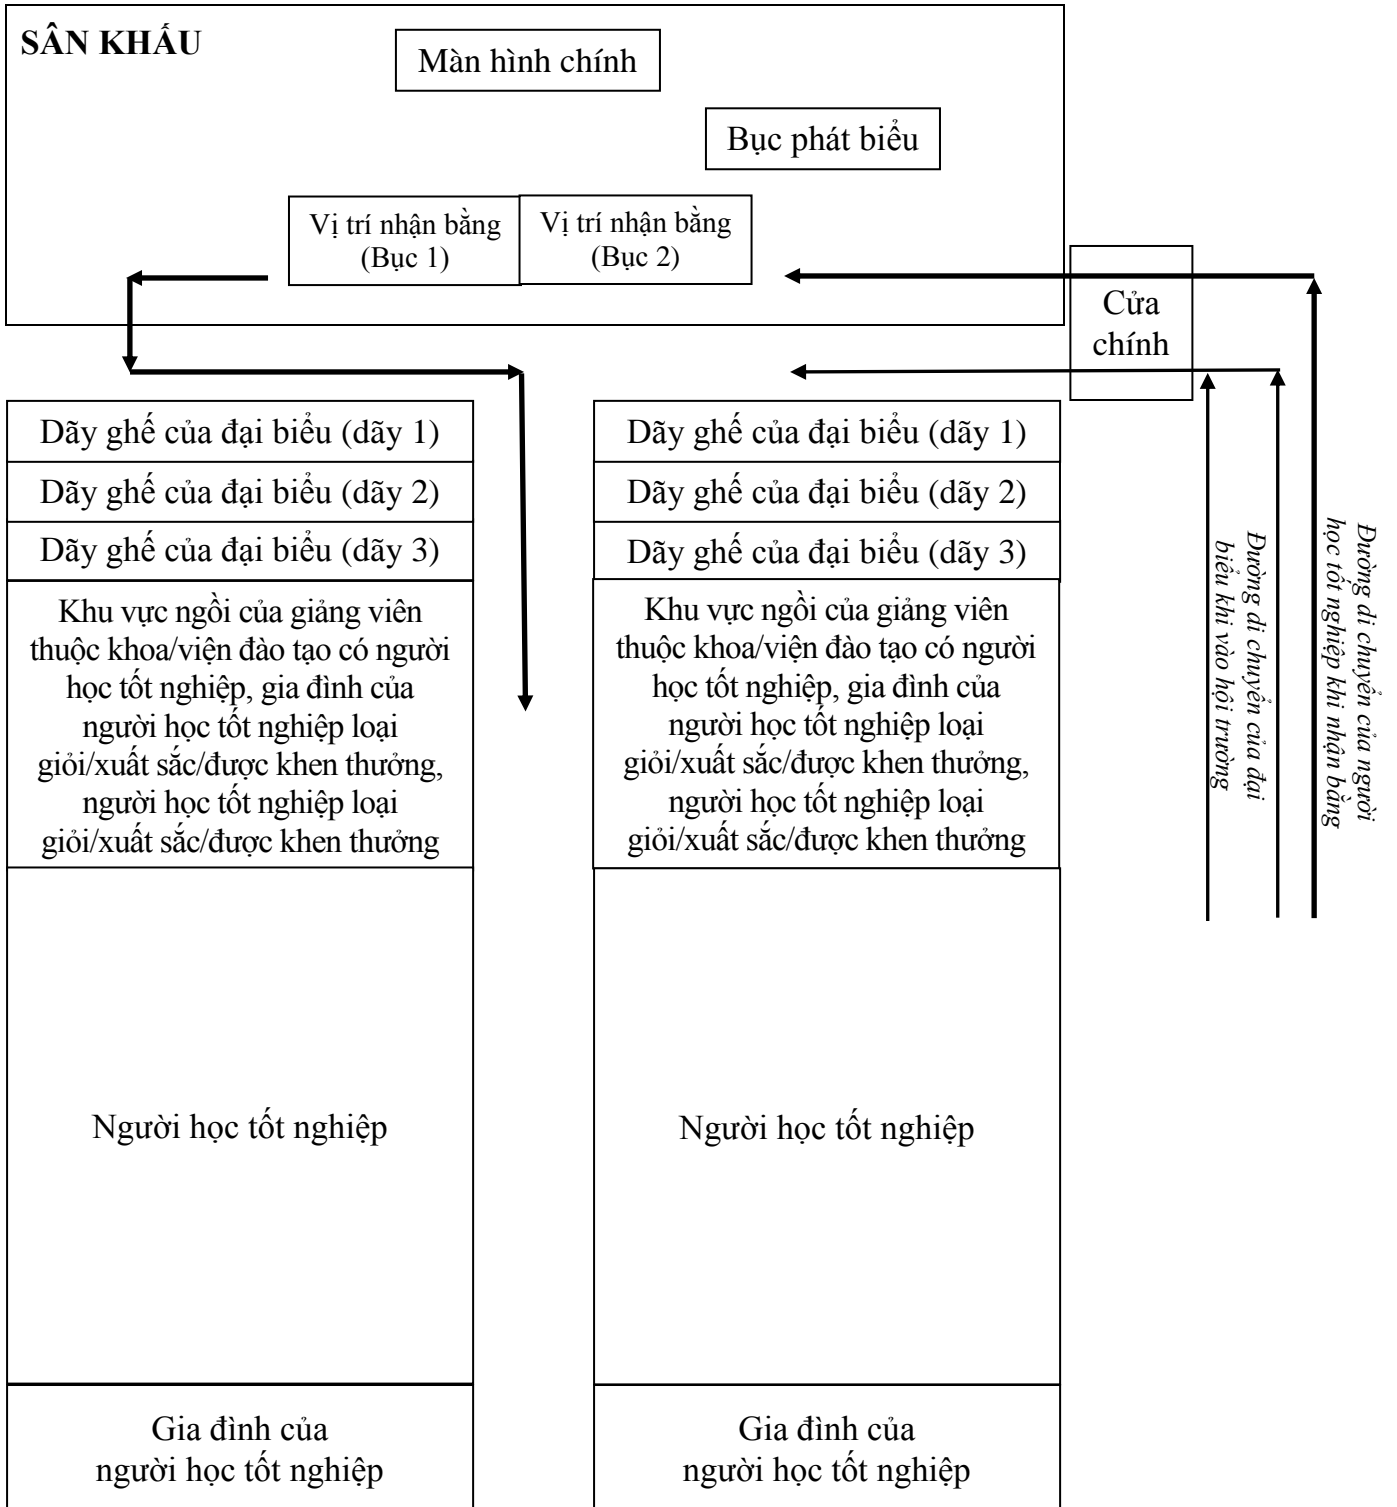 SÂN KHẤU
Màn hình chính
Bục phát biểu
Vị trí nhận bằng
(Bục 1)
Vị trí nhận bằng
(Bục 2)
Cửa
chính
Dãy ghế của đại biểu (dãy 1)
Dãy ghế của đại biểu (dãy 2)
Dãy ghế của đại biểu (dãy 3)
Khu vực ngồi của giảng viên
thuộc khoa/viện đào tạo có người
học tốt nghiệp, gia đình của
người học tốt nghiệp loại
giỏi/xuất sắc/được khen thưởng,
người học tốt nghiệp loại
giỏi/xuất sắc/được khen thưởng
Người học tốt nghiệp
Gia đình của
người học tốt nghiệp
Dãy ghế của đại biểu (dãy 1)
Dãy ghế của đại biểu (dãy 2)
Dãy ghế của đại biểu (dãy 3)
Khu vực ngồi của giảng viên
thuộc khoa/viện đào tạo có người
học tốt nghiệp, gia đình của
người học tốt nghiệp loại
giỏi/xuất sắc/được khen thưởng,
người học tốt nghiệp loại
giỏi/xuất sắc/được khen thưởng
Người học tốt nghiệp
Gia đình của
người học tốt nghiệp
Đường di chuyển của đại
biểu khi vào hội trường
Đường di chuyển của người
học tốt nghiệp khi nhận bằng